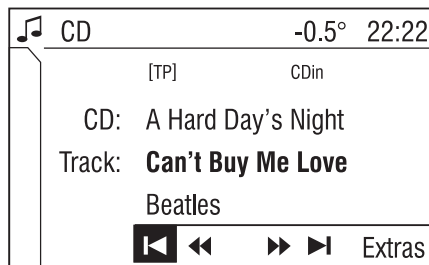 CD -0.5° 22:22
[TP] CDin
CD: A Hard Day's Night
Track: Can't Buy Me Love
Beatles
Extras